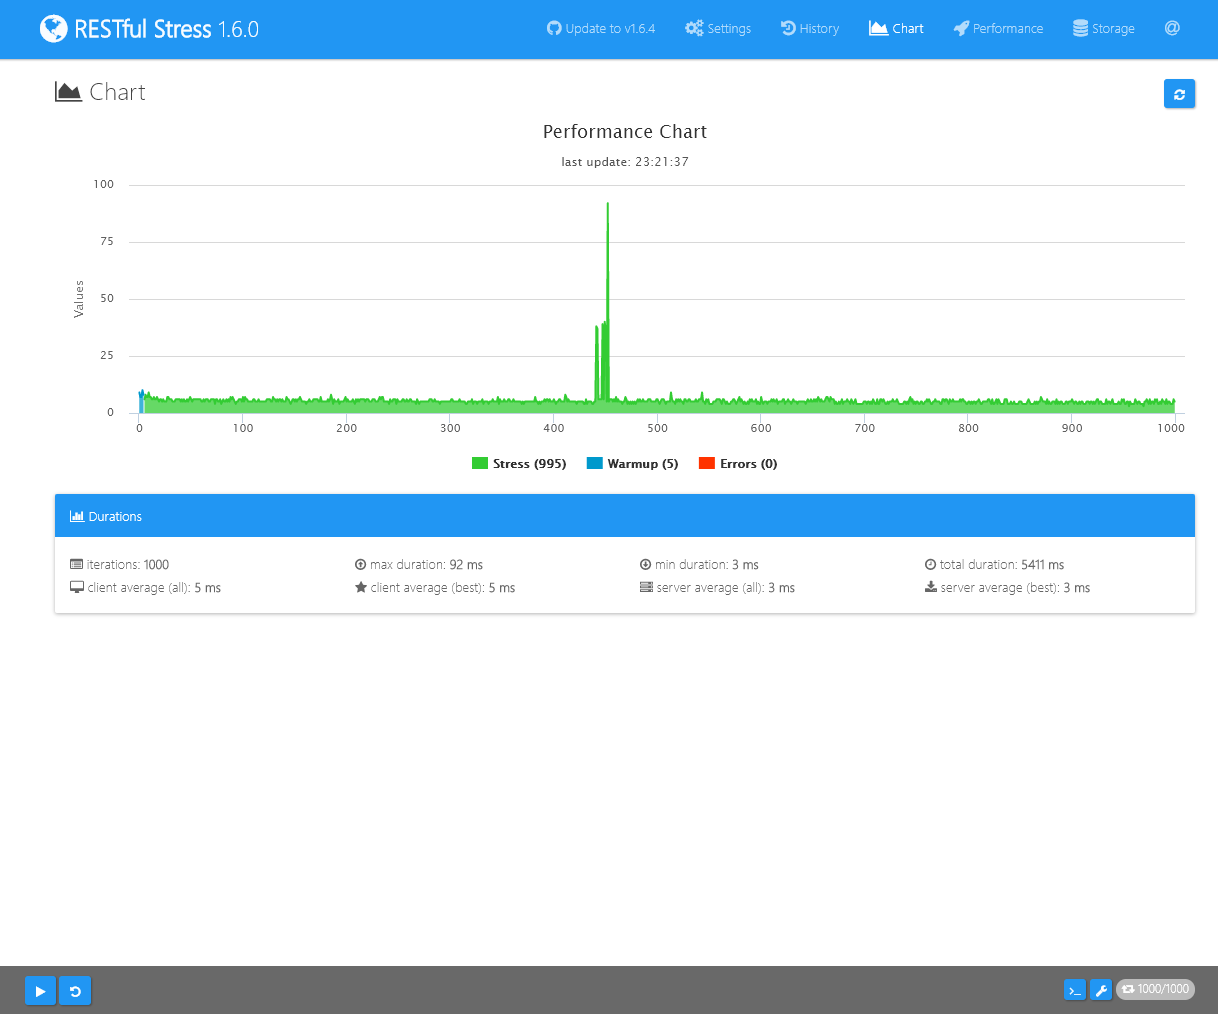 RESTful Stress 1.6.0
Update to v1.6.4 Settings History Chart Performance Storage @
Chart
Performance Chart
last update: 23:21:37
Values
100
75
50
25
0
0 100 200 300 400 500 600 700 800 900 1000
Stress (995) Warmup (5) Errors (0)
Durations
iterations: 1000 max duration: 92 ms min duration: 3 ms total duration: 5411 ms
client average (all): 5 ms client average (best): 5 ms server average (all): 3 ms server average (best): 3 ms
1000/1000